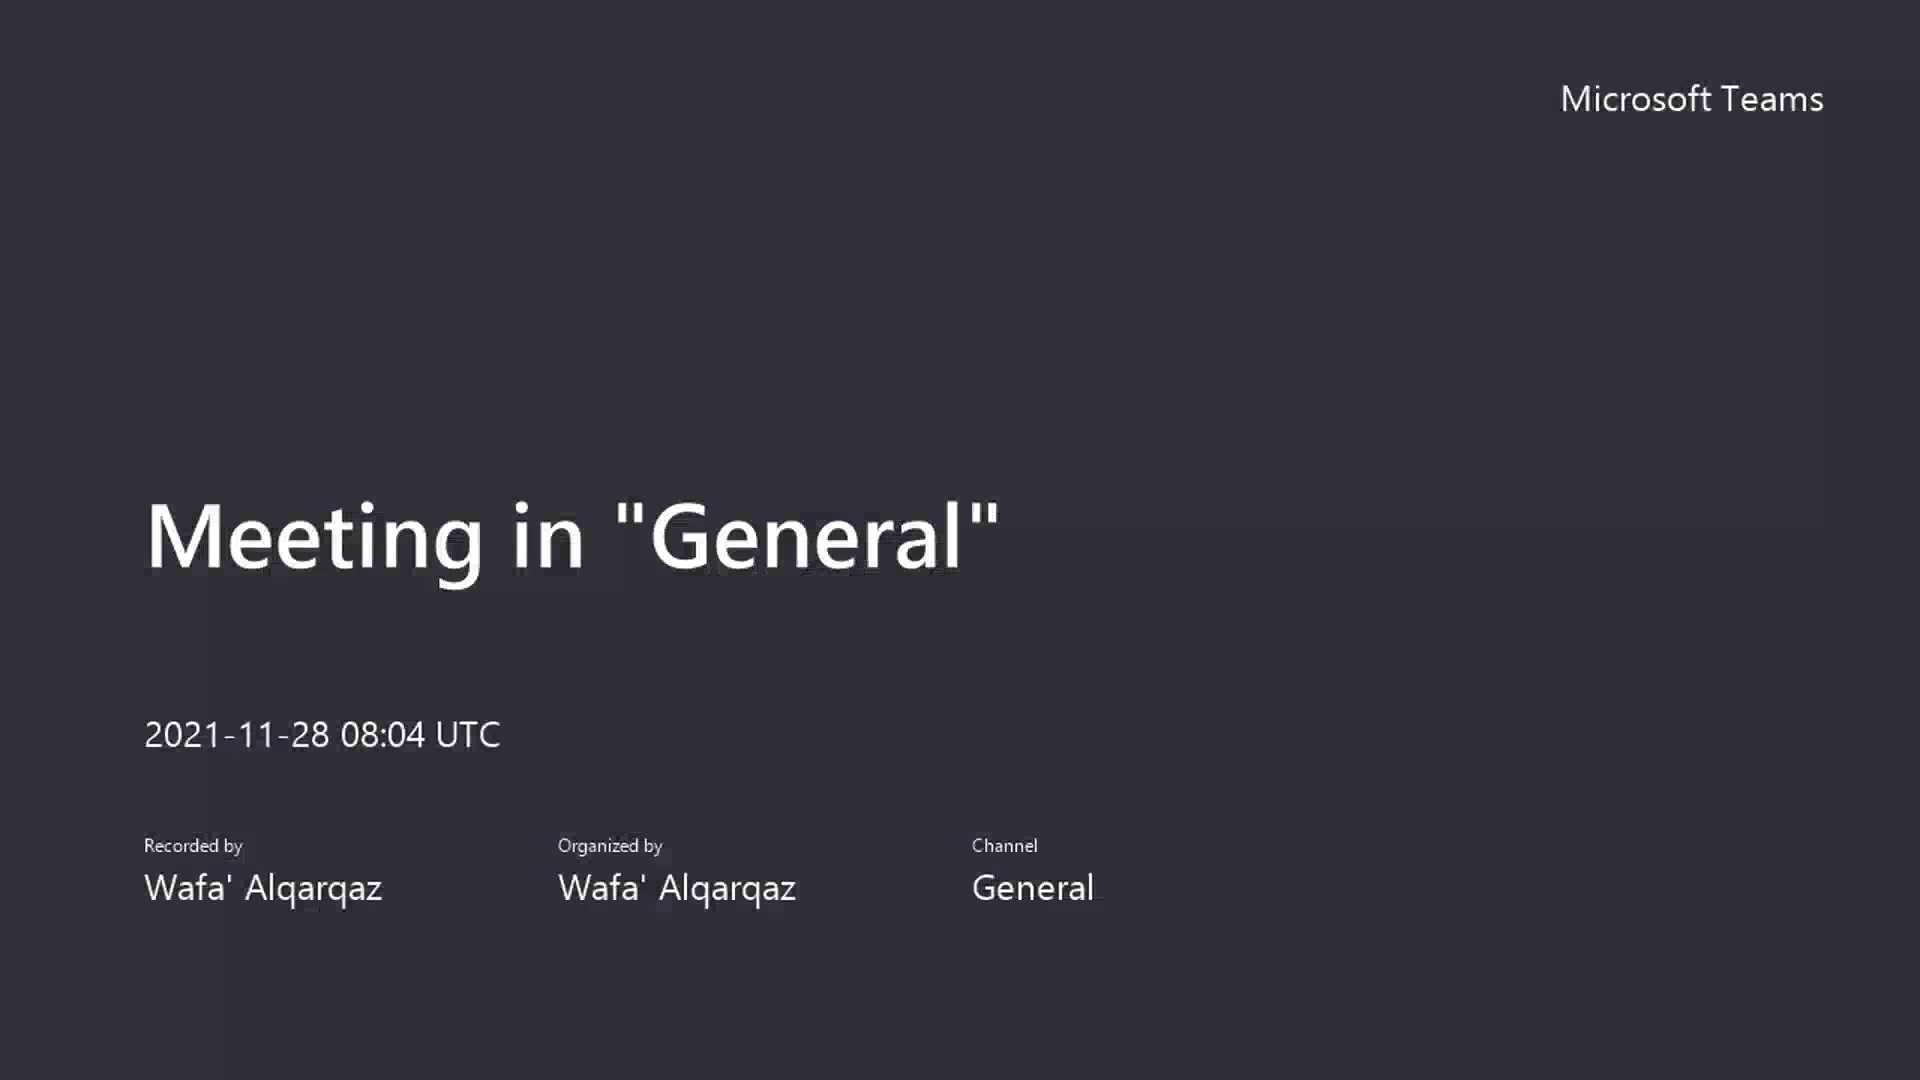 Microsoft Teams
Meeting in "General"
2021-11-28 08:04 UTC
Recorded by
Wafa' Alqarqaz
Organized by
Wafa' Alqarqaz
Channel
General